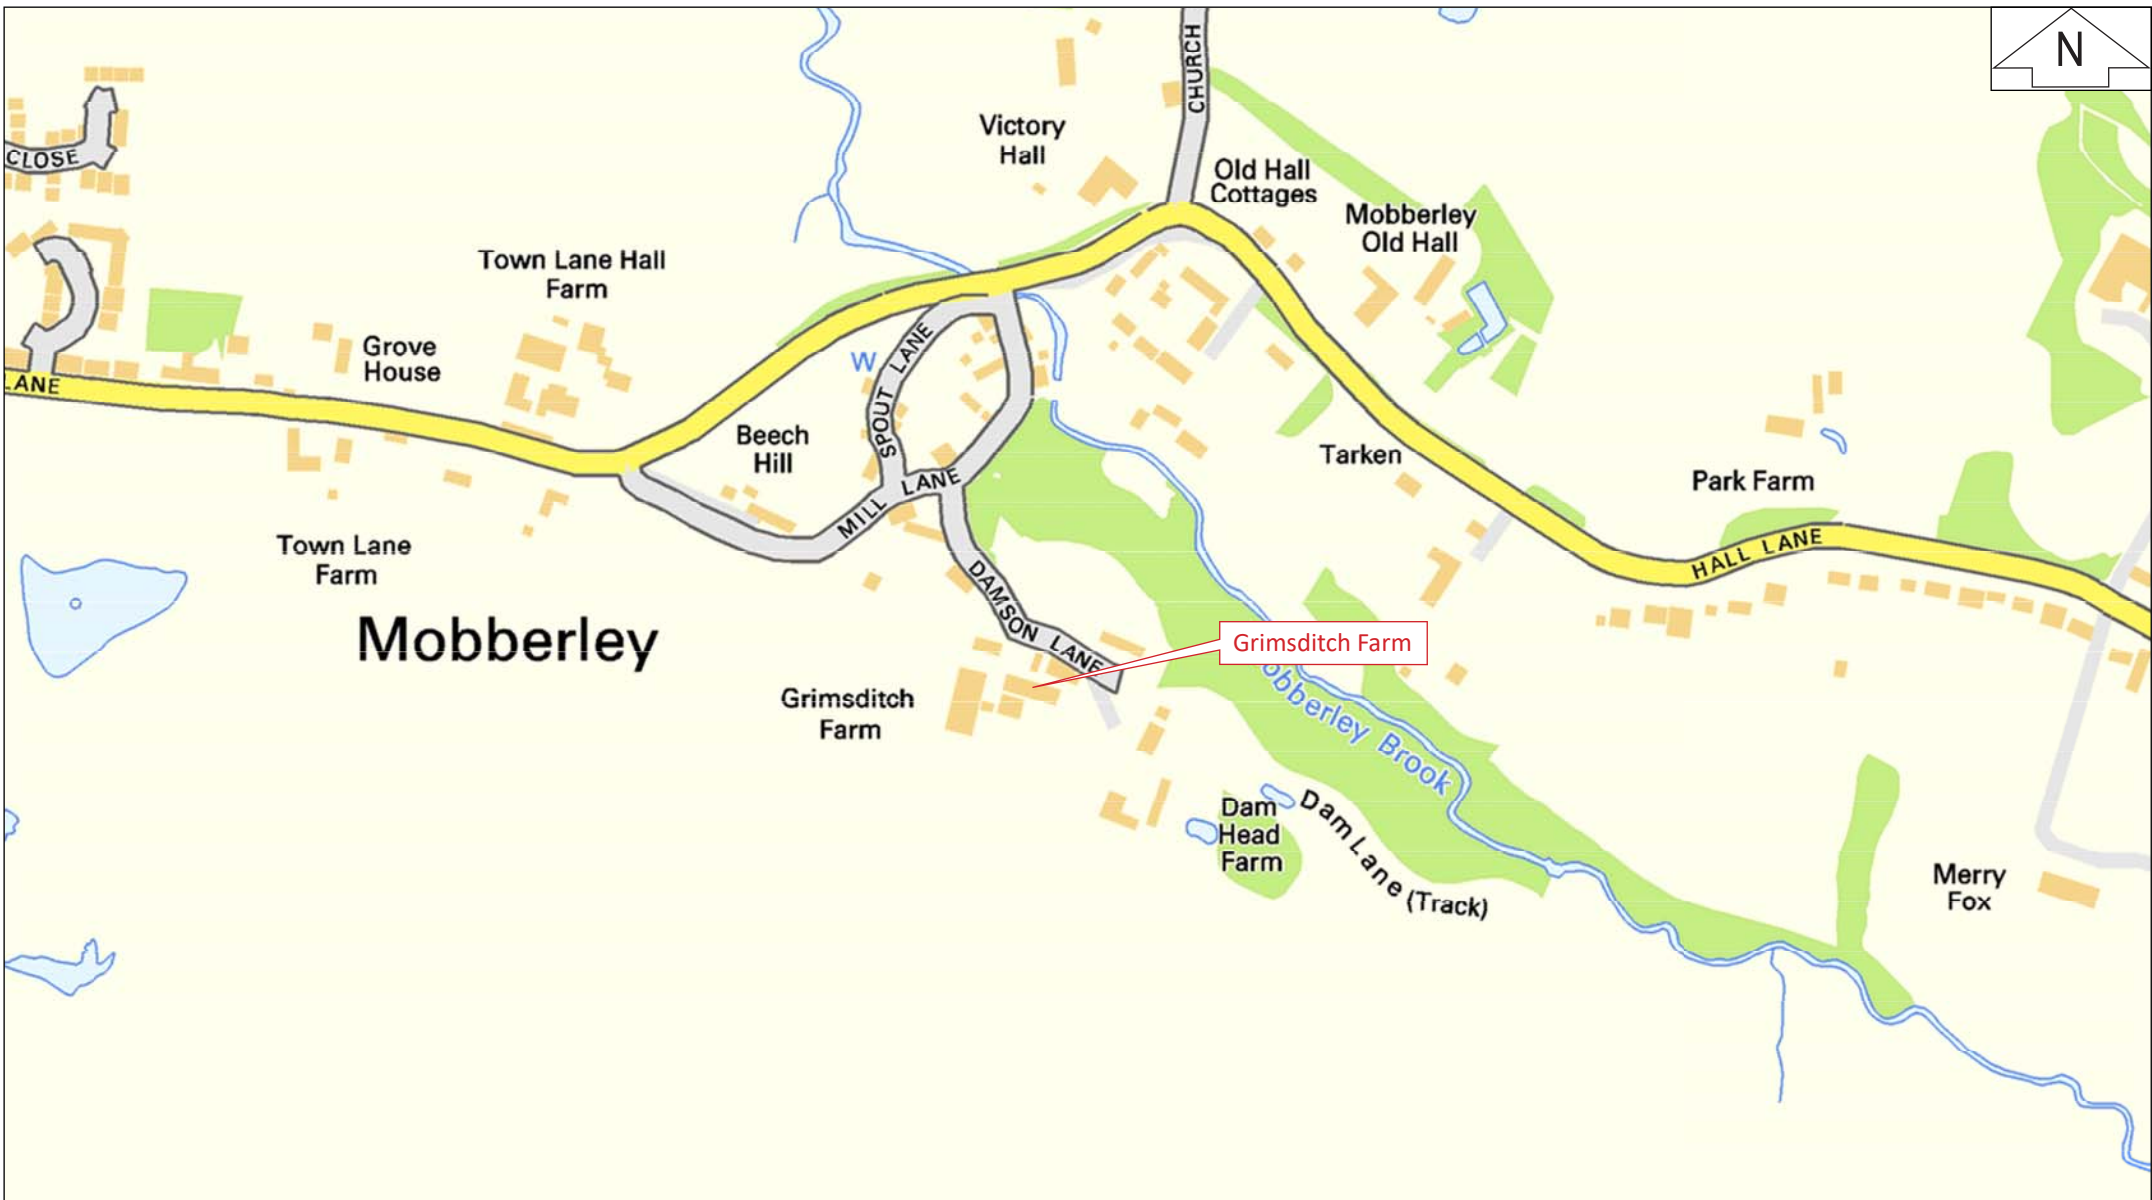 N
CHURCH
Victory
Hall
CLOSE
Old Hall
Cottages
Mobberley
Old Hall
Town Lane Hall
Farm
Grove
House
LANE
W
SPOUT LANE
Beech
Hill
Tarken
Park Farm
MILL LANE
HALL LANE
Town Lane
Farm
DAMSON LANE
Mobberley
Grimsditch Farm
Grimsditch
Farm
obberley Brook
Dam
Head
Farm
Dam Lane (Track)
Merry
Fox